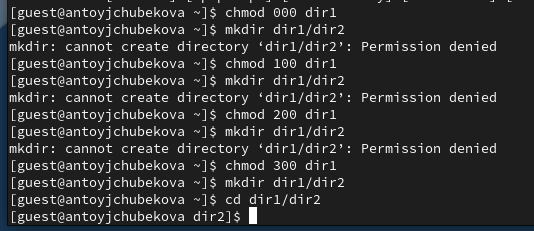 [guest@antoyjchubekova ~]$ chmod 000 dir1
[guest@antoyjchubekova ~]$ mkdir dir1/dir2
mkdir: cannot create directory ‘dir1/dir2’: Permission denied
[guest@antoyjchubekova ~]$ chmod 100 dir1
[guest@antoyjchubekova ~]$ mkdir dir1/dir2
mkdir: cannot create directory ‘dir1/dir2’: Permission denied
[guest@antoyjchubekova ~]$ chmod 200 dir1
[guest@antoyjchubekova ~]$ mkdir dir1/dir2
mkdir: cannot create directory ‘dir1/dir2’: Permission denied
[guest@antoyjchubekova ~]$ chmod 300 dir1
[guest@antoyjchubekova ~]$ mkdir dir1/dir2
[guest@antoyjchubekova ~]$ cd dir1/dir2
[guest@antoyjchubekova dir2]$